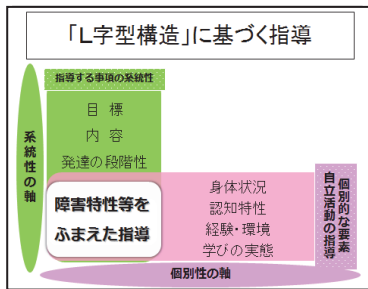 「L字型構造」に基づく指導
指導する事項の系統性
系統性の軸
目 標
内 容
発達の段階性
障害特性等を
ふまえた指導
身体状況
認知特性
経験・環境
学びの実態
個別的な要素
自立活動の指導
個別性の軸